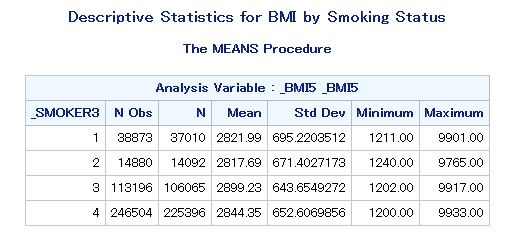 Descriptive Statistics for BMI by Smoking Status
The MEANS Procedure
Analysis Variable : _BMI5 _BMI5
_SMOKER3 N Obs N Mean Std Dev Minimum Maximum
1 38873 37010 2821.99 695.2203512 1211.00 9901.00
2 14880 14092 2817.69 671.4027173 1240.00 9765.00
3 113196 106065 2899.23 643.6549272 1202.00 9917.00
4 246504 225396 2844.35 652.6069856 1200.00 9933.00